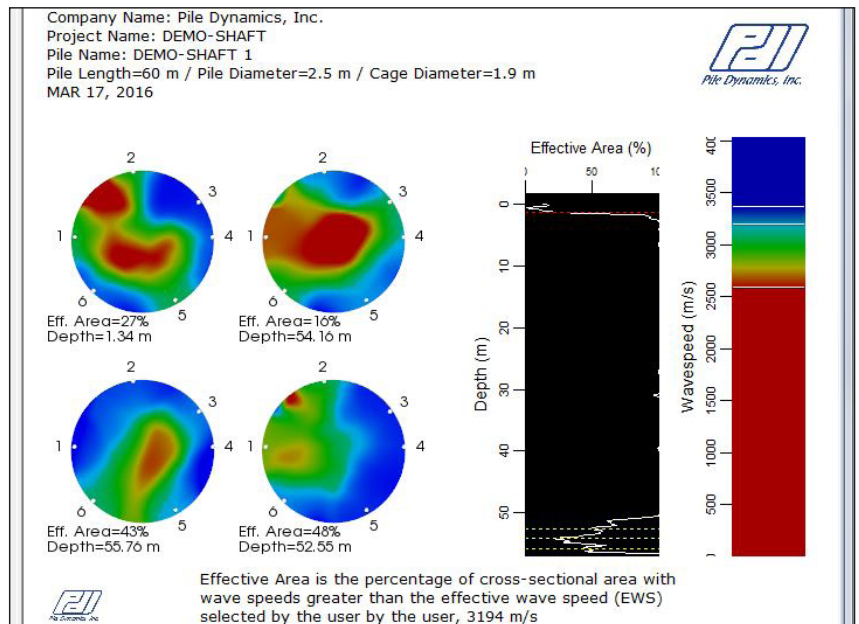 Company Name: Pile Dynamics, Inc.
Project Name: DEMO-SHAFT
Pile Name: DEMO-SHAFT 1
Pile Length=60 m / Pile Diameter=2.5 m / Cage Diameter=1.9 m
MAR 17, 2016
PDI
Pile Dynamics, Inc.
2
3
1
4
6
5
Eff. Area=27%
Depth=1.34 m
2
3
1
4
6
5
Eff. Area=16%
Depth=54.16 m
2
3
1
4
6
5
Eff. Area=43%
Depth=55.76 m
2
3
1
4
6
5
Eff. Area=48%
Depth=52.55 m
Effective Area (%)
50
Depth (m)
0
10
20
30
40
50
Wavespeed (m/s)
3500
3000
2500
2000
1500
1000
500
PDI
Pile Dynamics, Inc.
Effective Area is the percentage of cross-sectional area with
wave speeds greater than the effective wave speed (EWS)
selected by the user by the user, 3194 m/s